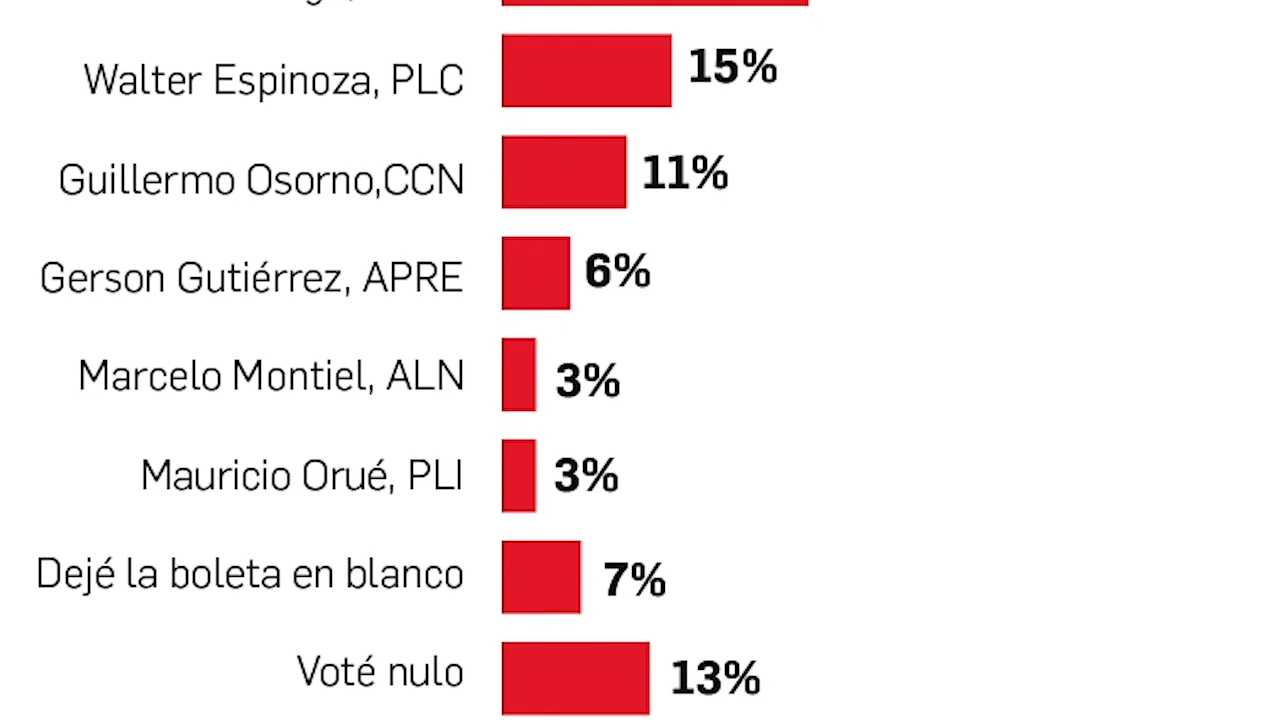 Walter Espinoza, PLC 15%
Guillermo Osorno,CCN 11%
Gerson Gutiérrez, APRE 6%
Marcelo Montiel, ALN 3%
Mauricio Orué, PLI 3%
Dejé la boleta en blanco 7%
Voté nulo 13%